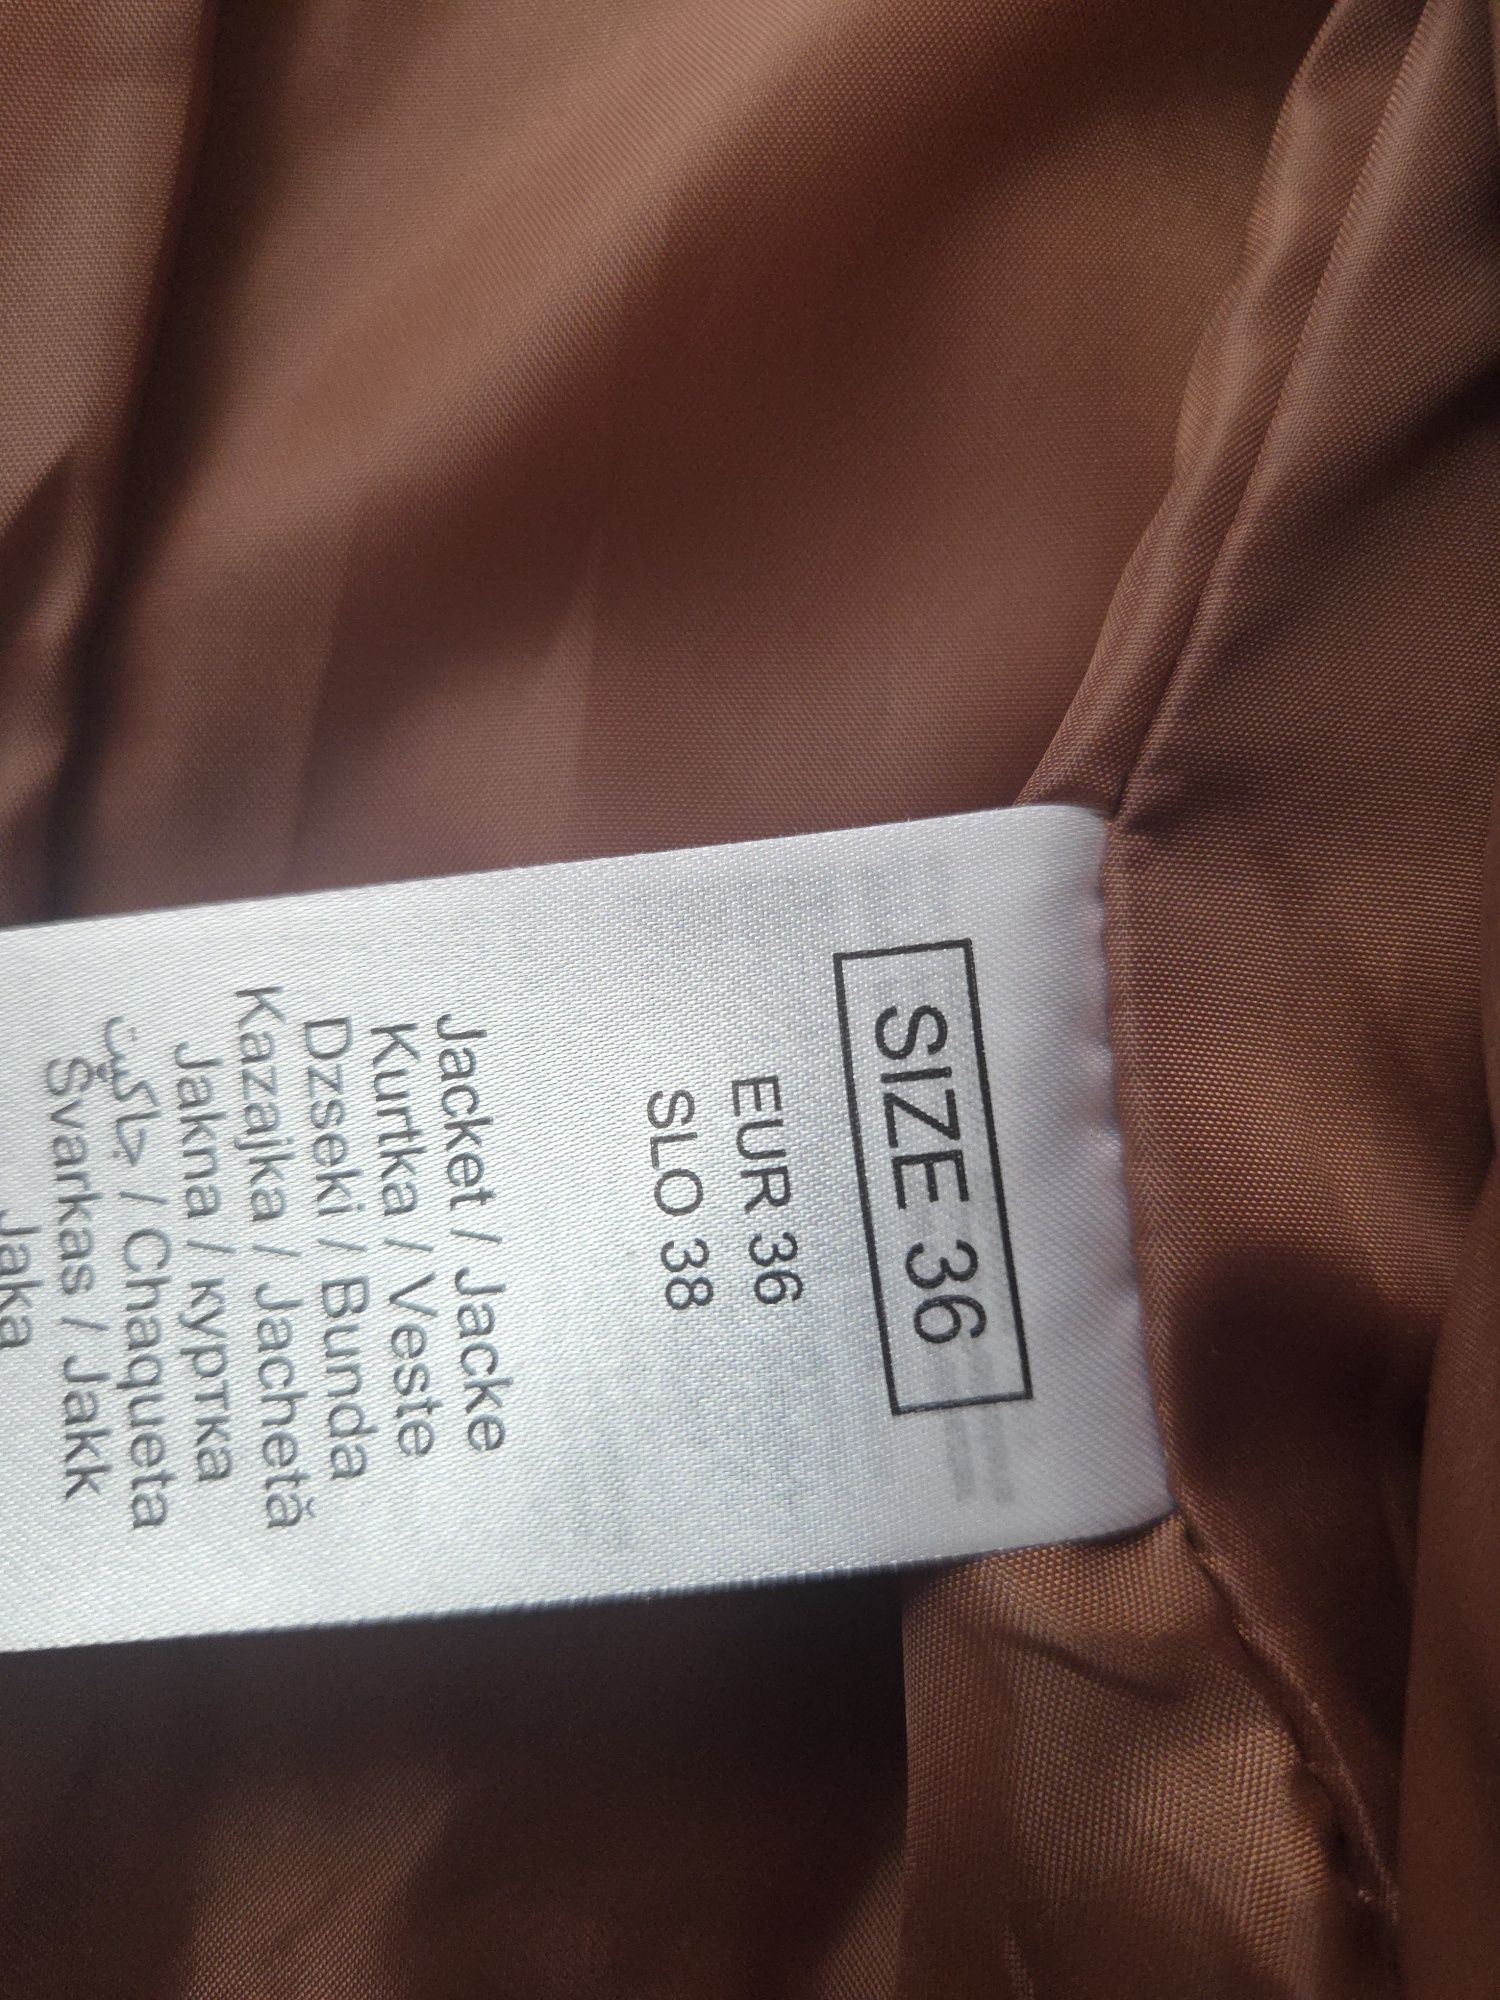 SIZE 36
EUR 36
SLO 38
Jacket / Jacke
Kurtka / Veste
Dzseki / Bunda
Kazajka / Jachetă
Jakna / куртка
جاكيت / Chaqueta
Švarkas / Jakk
Jaka